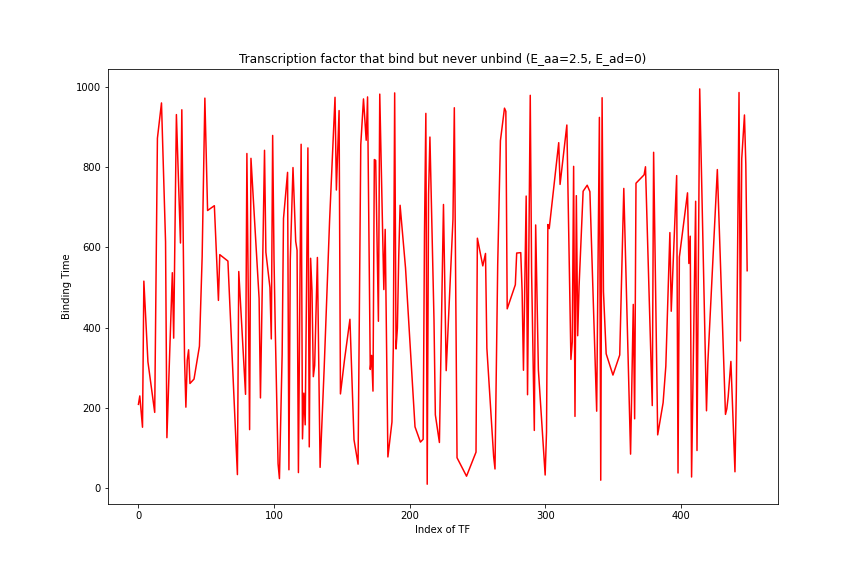 Transcription factor that bind but never unbind (E_aa=2.5, E_ad=0)
1000
800
600
400
200
0
Binding Time
0 100 200 300 400
Index of TF